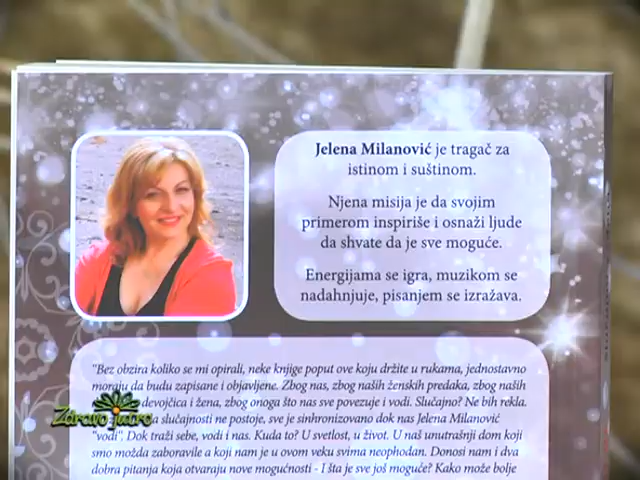 Jelena Milanović je tragač za
istinom i suštinom.
Njena misija je da svojim
primerom inspiriše i osnaži ljude
da shvate da je sve moguće.
Energijama se igra, muzikom se
nadahnjuje, pisanjem se izražava.
"Bez obzira koliko se mi opirali, neke knjige poput ove koju držite u rukama, jednostavno
moraju da budu zapisane i objavljene. Zbog nas, zbog naših ženskih predaka, zbog naših
devojčica i žena, zbog onoga što nas sve povezuje i vodi. Slučajno? Ne bih rekla.
da slučajnosti ne postoje, sve je sinhronizovano dok nas Jelena Milanović
"vodi". Dok traži sebe, vodi i nas. Kuda to? U svetlost, u život. U naš unutrašnji dom koji
smo možda zaboravile a koji nam je u ovom veku svima neophodan. Donosi nam i dva
dobra pitanja koja otvaraju nove mogućnosti - I šta je sve još moguće? Kako može bolje
Zdravo jutro